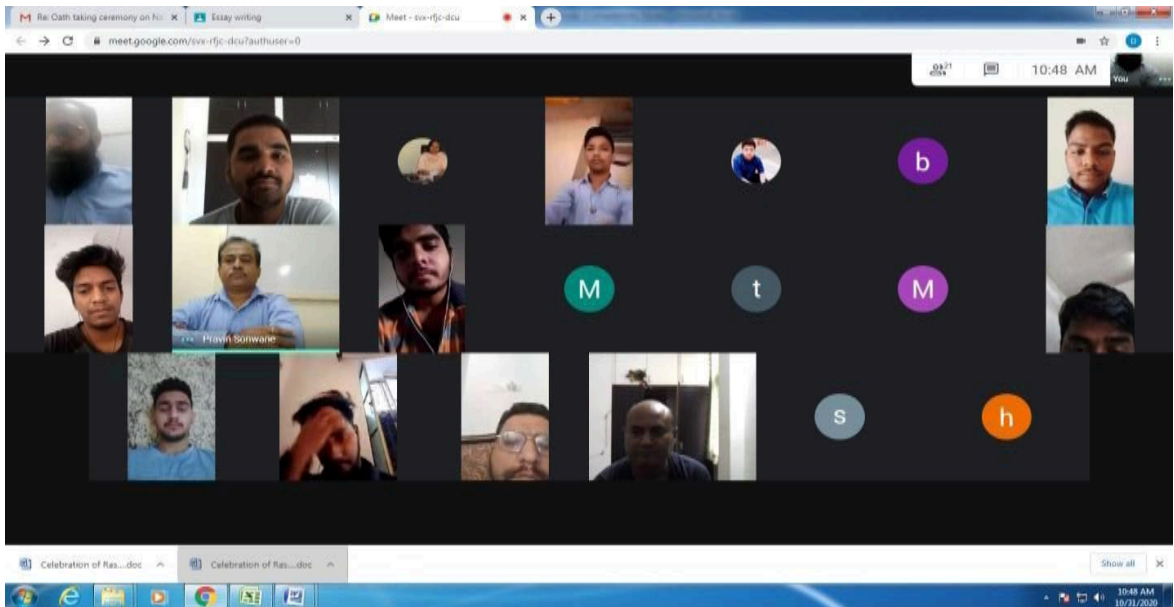 Re: Oath taking ceremony on Na
Essay writing
Meet - svx-rfjc-dcu
meet.google.com/svx-rfjc-dcu?authuser=0
21
10:48 AM
You
b
M
t
M
Pravin Sonwane
s
h
Celebration of Ras....doc
Celebration of Ras....doc
Show all
10:48 AM
10/31/2020